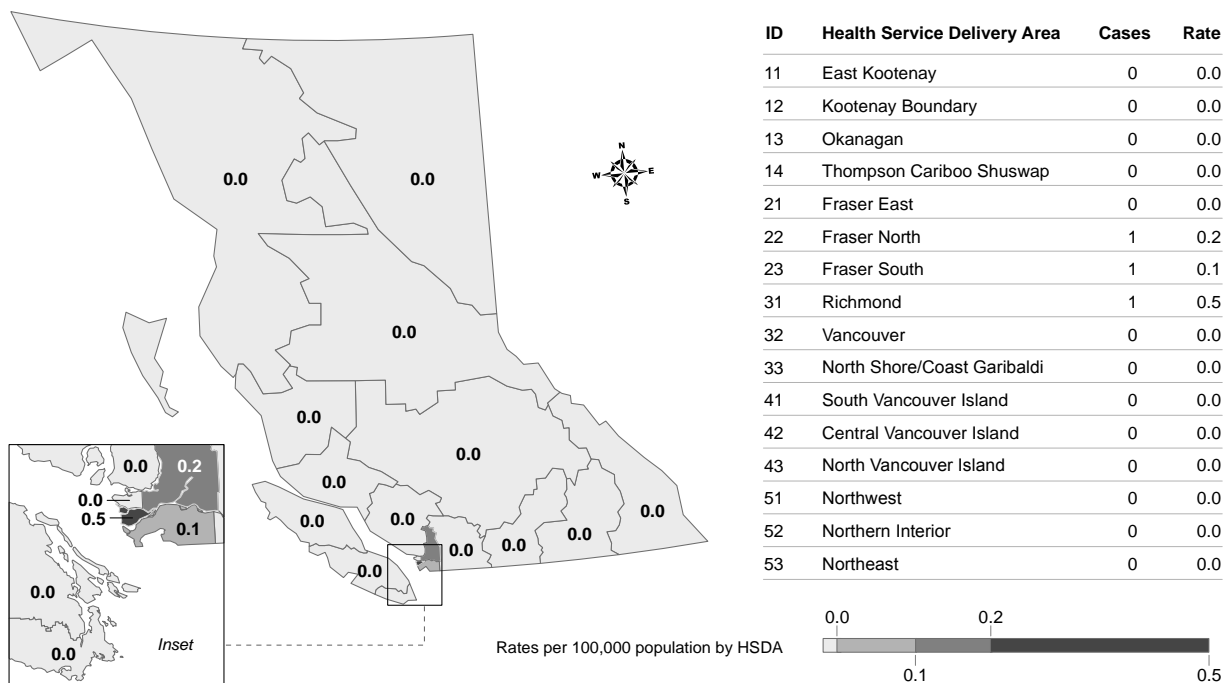 0.0
0.0
0.0
0.0
0.0
0.0
0.0
0.0
0.0
0.0
0.0
0.0
0.0
N
W E
S
0.0 0.2
0.0
0.5
0.1
0.0
0.0
Inset
ID Health Service Delivery Area Cases Rate
11 East Kootenay 0 0.0
12 Kootenay Boundary 0 0.0
13 Okanagan 0 0.0
14 Thompson Cariboo Shuswap 0 0.0
21 Fraser East 0 0.0
22 Fraser North 1 0.2
23 Fraser South 1 0.1
31 Richmond 1 0.5
32 Vancouver 0 0.0
33 North Shore/Coast Garibaldi 0 0.0
41 South Vancouver Island 0 0.0
42 Central Vancouver Island 0 0.0
43 North Vancouver Island 0 0.0
51 Northwest 0 0.0
52 Northern Interior 0 0.0
53 Northeast 0 0.0
Rates per 100,000 population by HSDA
0.0 0.2
0.1 0.5